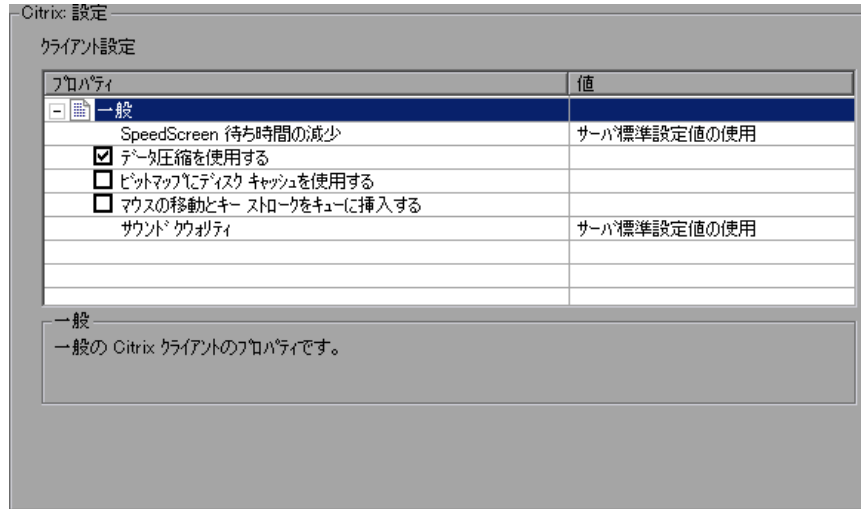 Citrix: 設定
クライアント設定
プロパティ 値
一般
SpeedScreen 待ち時間の減少 サーバ標準設定値の使用
データ圧縮を使用する
ビットマップにディスク キャッシュを使用する
マウスの移動とキー ストロークをキューに挿入する
サウンド クウォリティ サーバ標準設定値の使用
一般
一般の Citrix クライアントのプロパティです。